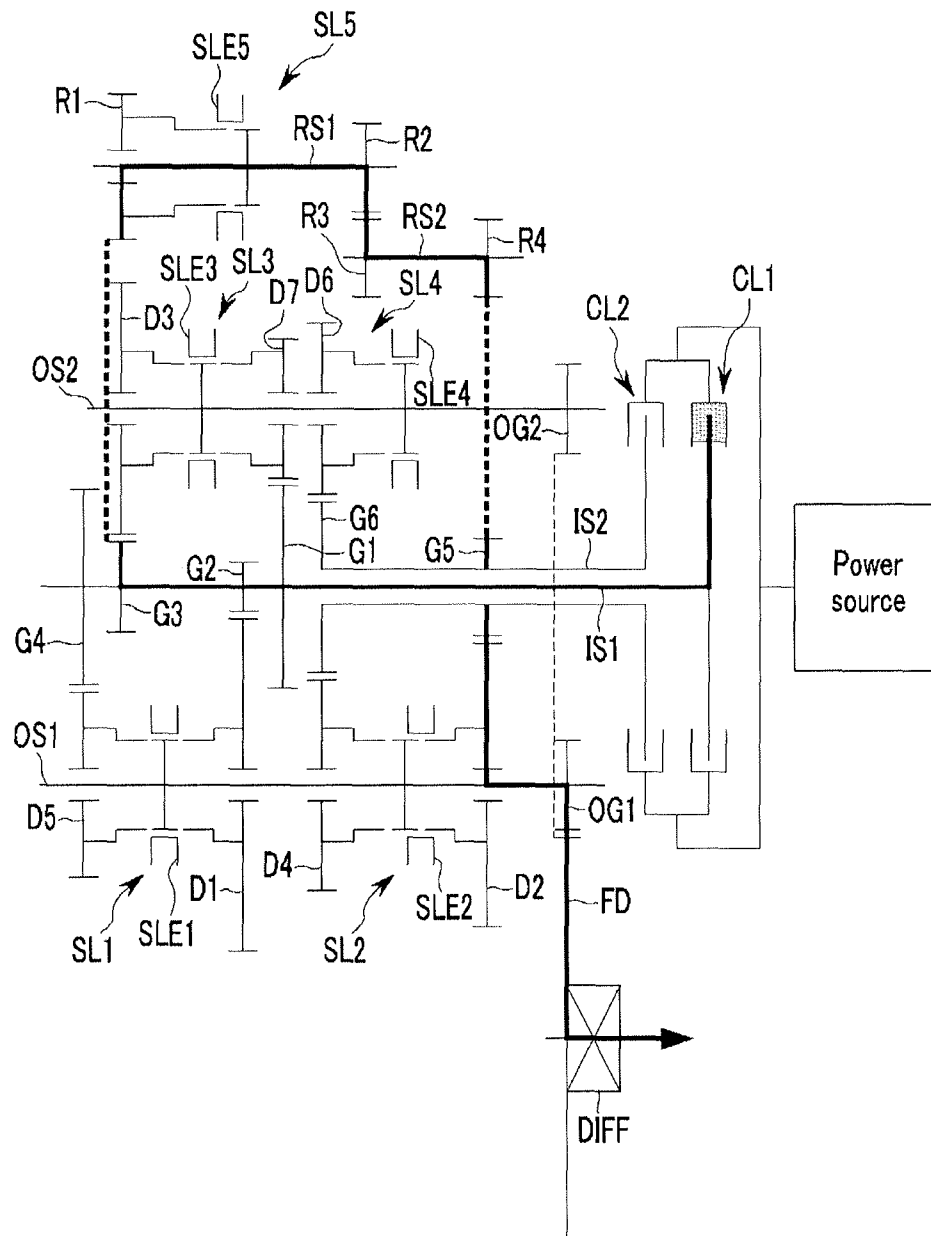 SL5
SLE5
R1
RS1
R2
R3
RS2
R4
SLE3
SL3
D7
D6
SL4
CL2
CL1
D3
OS2
SLE4
OG2
G6
IS2
G2
G1
G5
Power
source
G3
IS1
G4
OS1
D5
OG1
D4
D1
D2
SLE2
FD
SL1
SLE1
SL2
DIFF